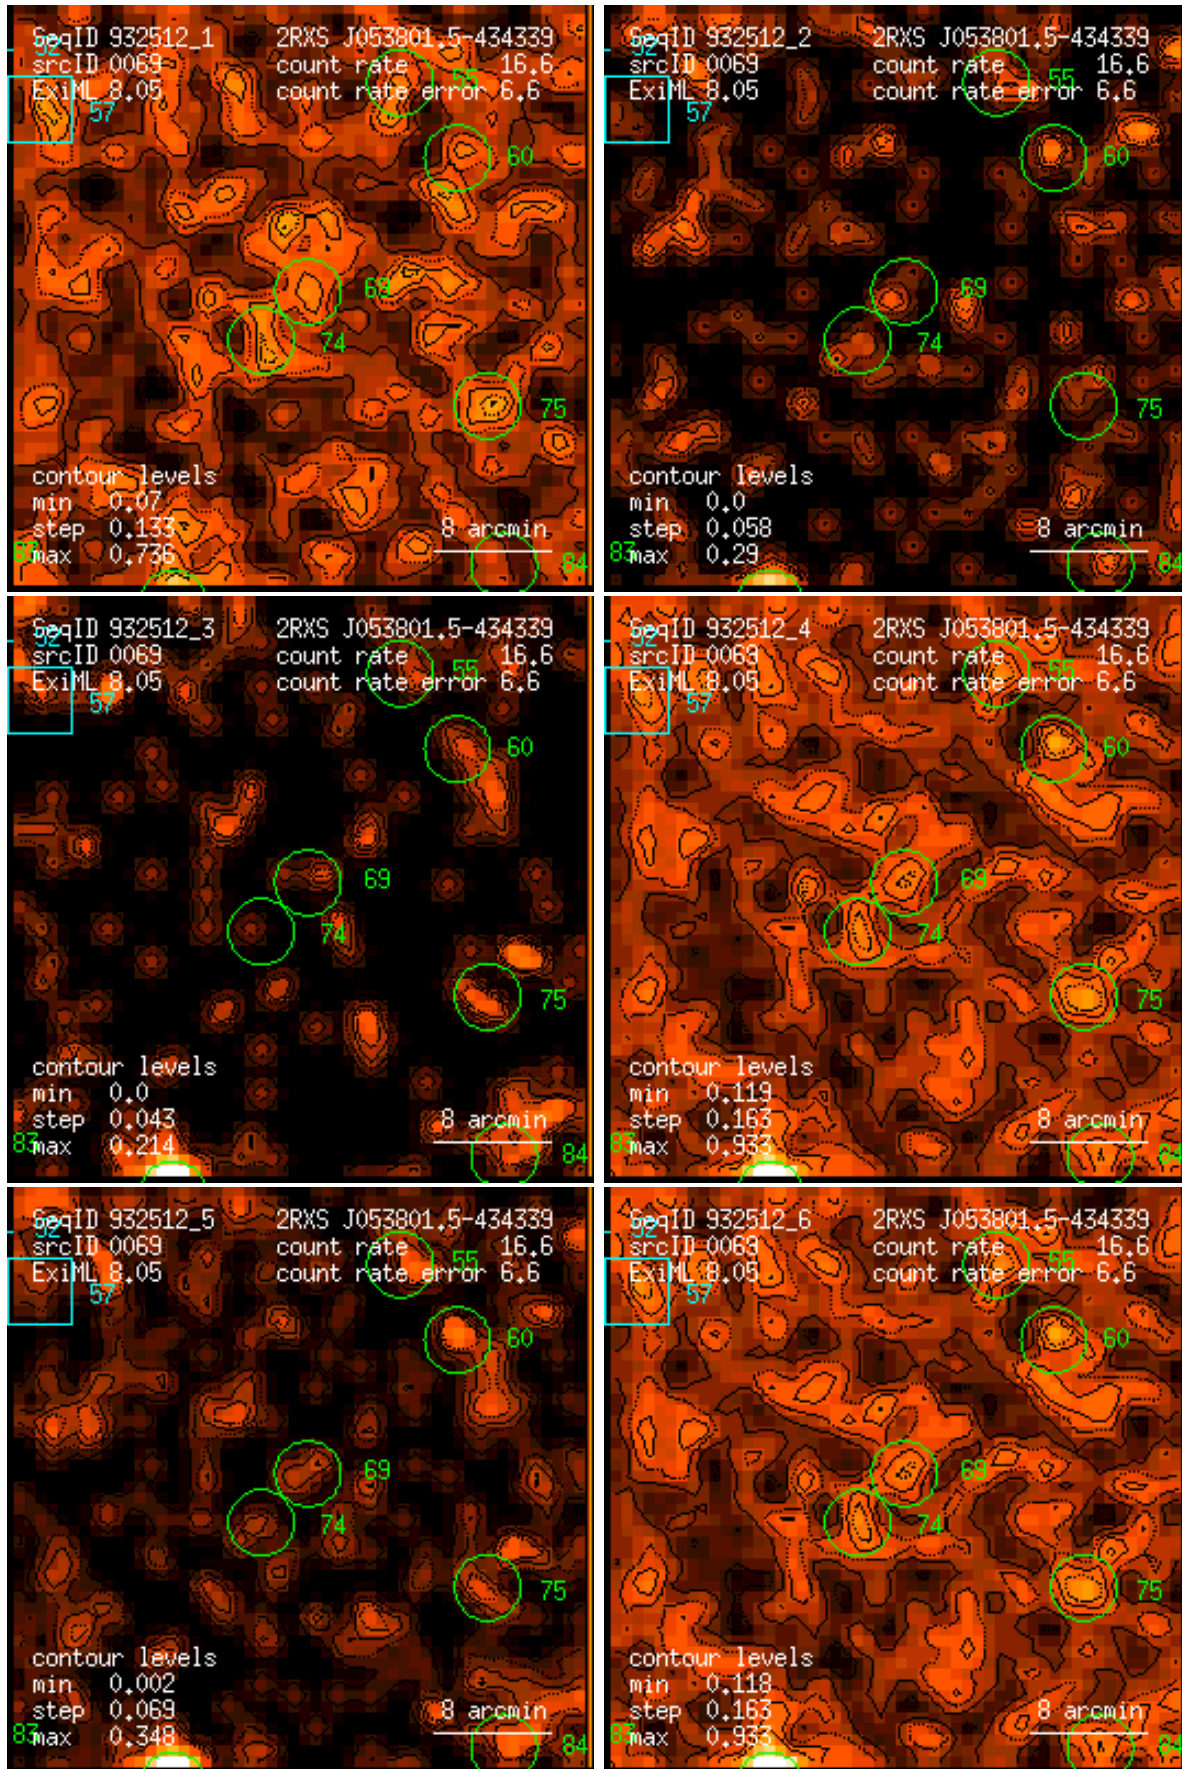 52
SeqID 932512_1 2RXS J053801.5-434339
srcID 0069 count rate 16.6
ExiML 8.05 count rate error 6.6
55
57
60
69
74
75
contour levels
min 0.07
step 0.133
max 0.736
8 arcmin
83
84
52
SeqID 932512_2 2RXS J053801.5-434339
srcID 0069 count rate 16.6
ExiML 8.05 count rate error 6.6
55
57
60
69
74
75
contour levels
min 0.0
step 0.058
max 0.29
8 arcmin
83
84
52
SeqID 932512_3 2RXS J053801.5-434339
srcID 0069 count rate 16.6
ExiML 8.05 count rate error 6.6
55
57
60
69
74
75
contour levels
min 0.0
step 0.043
max 0.214
8 arcmin
83
84
52
SeqID 932512_4 2RXS J053801.5-434339
srcID 0069 count rate 16.6
ExiML 8.05 count rate error 6.6
55
57
60
69
74
75
contour levels
min 0.119
step 0.163
max 0.933
8 arcmin
83
84
52
SeqID 932512_5 2RXS J053801.5-434339
srcID 0069 count rate 16.6
ExiML 8.05 count rate error 6.6
55
57
60
69
74
75
contour levels
min 0.002
step 0.069
max 0.348
8 arcmin
83
84
52
SeqID 932512_6 2RXS J053801.5-434339
srcID 0069 count rate 16.6
ExiML 8.05 count rate error 6.6
55
57
60
69
74
75
contour levels
min 0.118
step 0.163
max 0.933
8 arcmin
83
84